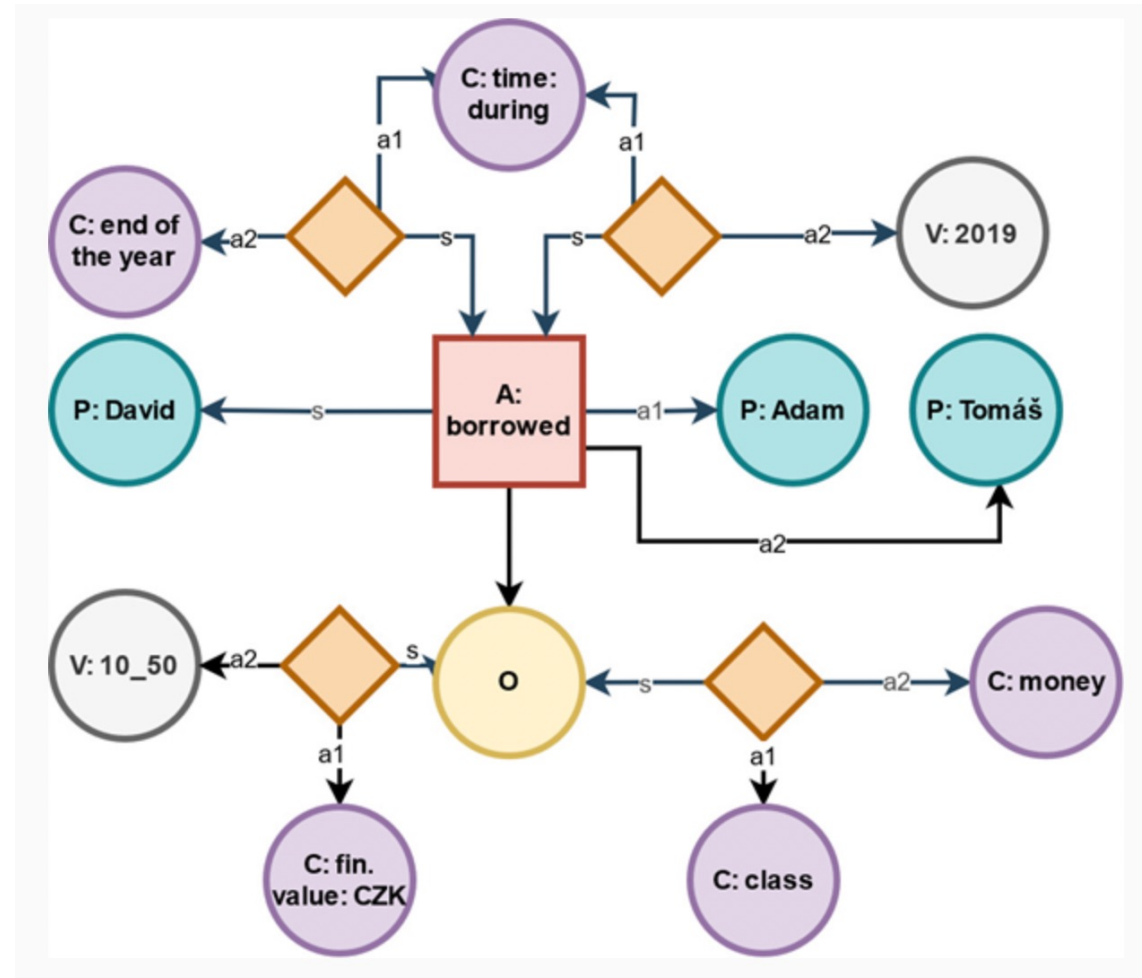 C: time:
during
a1
a1
C: end of
the year
a2
s
s
a2
V: 2019
P: David
s
A:
borrowed
a1
P: Adam
P: Tomáš
a2
V: 10_50
a2
s
O
s
a2
C: money
a1
a1
C: fin.
value: CZK
C: class